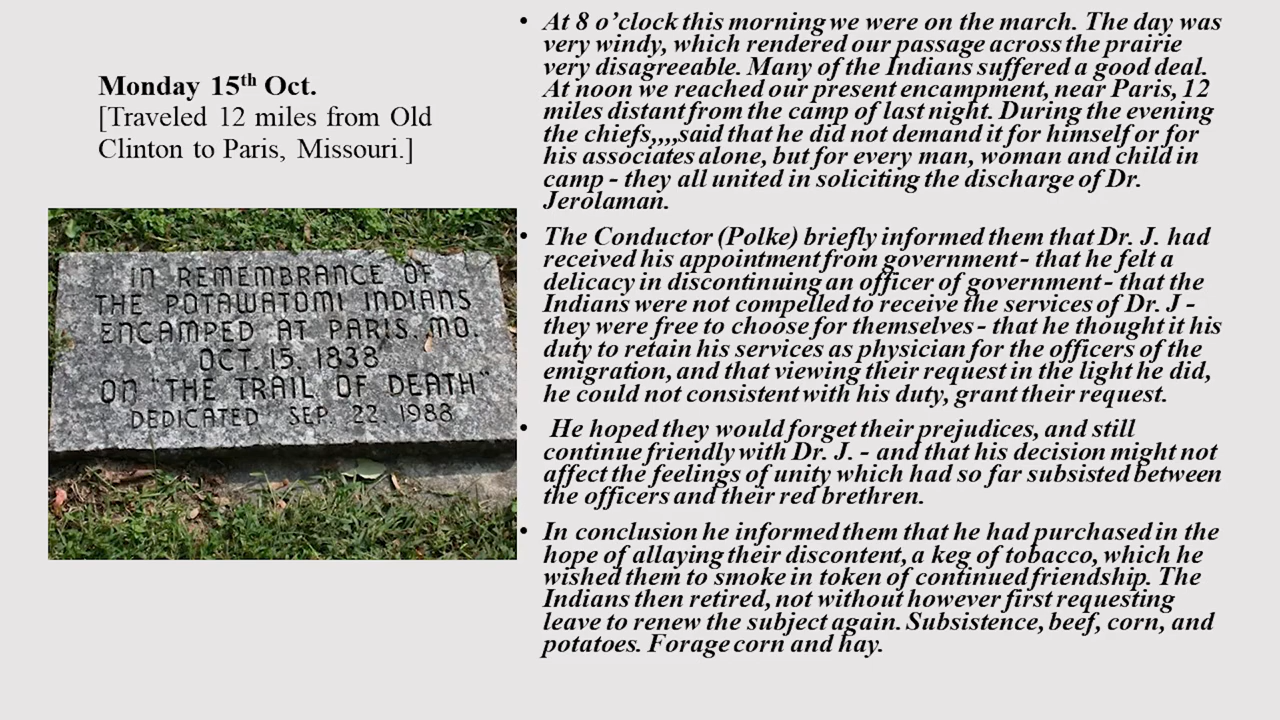 Monday 15th Oct.
[Traveled 12 miles from Old
Clinton to Paris, Missouri.]
IN REMEMBRANCE OF
THE POTAWATOMI INDIANS
ENCAMPED AT PARIS, MO.
OCT. 15, 1838
ON "THE TRAIL OF DEATH"
DEDICATED SEP. 22, 1988
• At 8 o'clock this morning we were on the march. The day was
very windy, which rendered our passage across the prairie
very disagreeable. Many of the Indians suffered a good deal.
At noon we reached our present encampment, near Paris, 12
miles distant from the camp of last night. During the evening
the chiefs,,,,said that he did not demand it for himself or for
his associates alone, but for every man, woman and child in
camp - they all united in soliciting the discharge of Dr.
Jerolaman.
• The Conductor (Polke) briefly informed them that Dr. J. had
received his appointment from government - that he felt a
delicacy in discontinuing an officer of government - that the
Indians were not compelled to receive the services of Dr. J -
they were free to choose for themselves - that he thought it his
duty to retain his services as physician for the officers of the
emigration, and that viewing their request in the light he did,
he could not consistent with his duty, grant their request.
• He hoped they would forget their prejudices, and still
continue friendly with Dr. J. - and that his decision might not
affect the feelings of unity which had so far subsisted between
the officers and their red brethren.
• In conclusion he informed them that he had purchased in the
hope of allaying their discontent, a keg of tobacco, which he
wished them to smoke in token of continued friendship. The
Indians then retired, not without however first requesting
leave to renew the subject again. Subsistence, beef, corn, and
potatoes. Forage corn and hay.